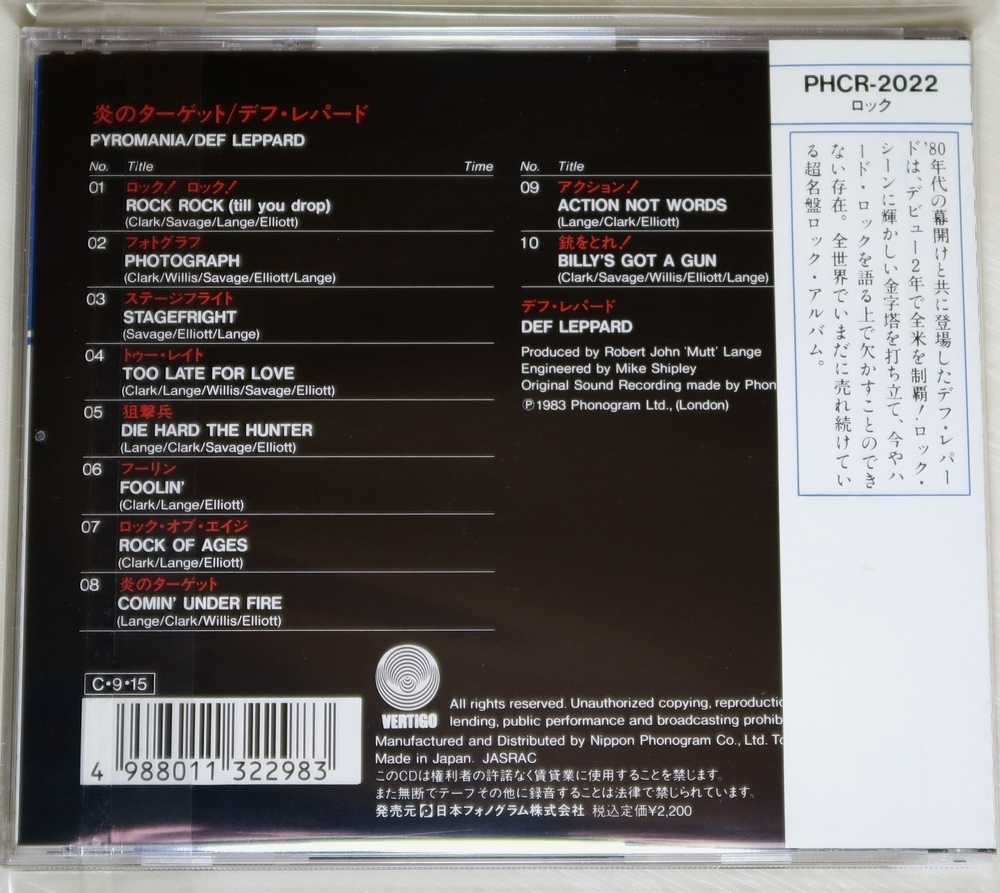 炎のターゲット/デフ・レパード
PYROMANIA/DEF LEPPARD
No. Title Time
01 ロック! ロック!
ROCK ROCK (till you drop)
(Clark/Savage/Lange/Elliott)
02 フォトグラフ
PHOTOGRAPH
(Clark/Willis/Savage/Elliott/Lange)
03 ステージフライト
STAGEFRIGHT
(Savage/Elliott/Lange)
04 トゥー・レイト
TOO LATE FOR LOVE
(Clark/Lange/Willis/Savage/Elliott)
05 狙撃兵
DIE HARD THE HUNTER
(Lange/Clark/Savage/Elliott)
06 フーリン
FOOLIN'
(Clark/Lange/Elliott)
07 ロック・オブ・エイジ
ROCK OF AGES
(Clark/Lange/Elliott)
08 炎のターゲット
COMIN' UNDER FIRE
(Lange/Clark/Willis/Elliott)
No. Title
09 アクション!
ACTION NOT WORDS
(Lange/Clark/Elliott)
10 銃をとれ!
BILLY'S GOT A GUN
(Clark/Savage/Willis/Elliott/Lange)
デフ・レパード
DEF LEPPARD
Produced by Robert John 'Mutt' Lange
Engineered by Mike Shipley
Original Sound Recording made by Phon
℗1983 Phonogram Ltd., (London)
PHCR-2022
ロック
'80年代の幕開けと共に登場したデフ・レパー
ドは、デビュー2年で全米を制覇!ロック・
シーンに輝かしい金字塔を打ち立て、今やハ
ード・ロックを語る上で欠かすことのでき
ない存在。全世界でいまだに売れ続けてい
る超名盤ロック・アルバム。
C・9・15
4 988011 322983
VERTIGO
All rights reserved. Unauthorized copying, reproductio
lending, public performance and broadcasting prohib
Manufactured and Distributed by Nippon Phonogram Co., Ltd. To
Made in Japan. JASRAC
このCDは権利者の許諾なく賃貸業に使用することを禁じます。
また無断でテープその他に録音することは法律で禁じられています。
発売元 日本フォノグラム株式会社 税込定価¥2,200